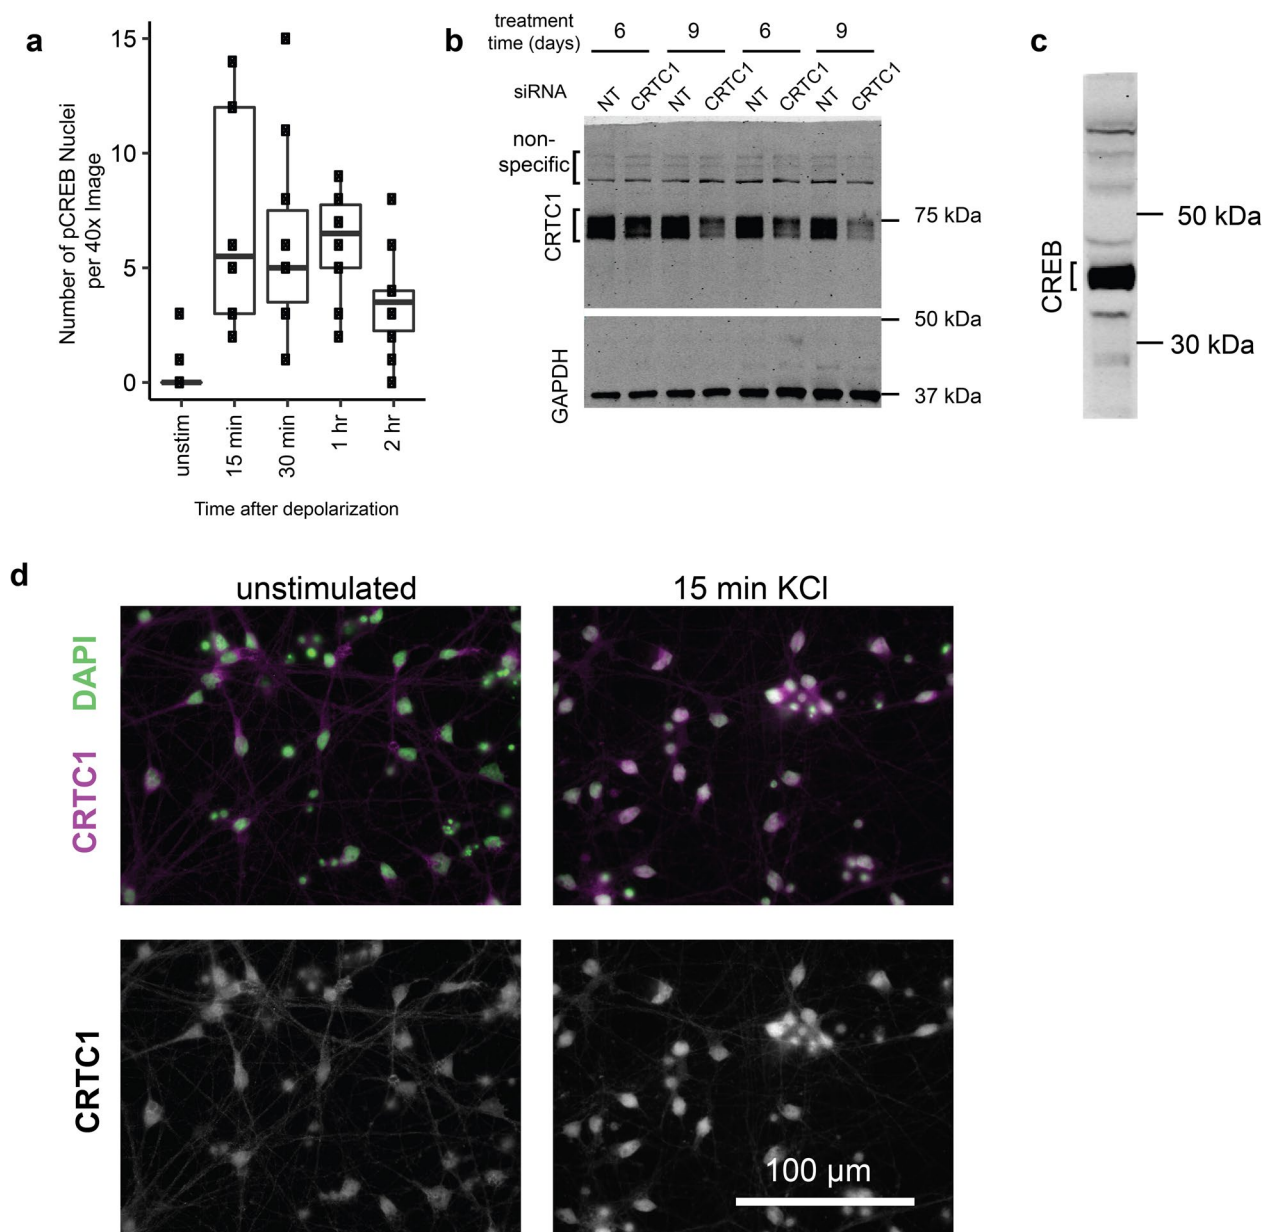 a
15
10
5
0
Number of pCREB Nuclei
per 40x Image
unstim
15 min
30 min
1 hr
2 hr
Time after depolarization
b
treatment
time (days)
6
9
6
9
siRNA
NT
CRTC1
NT
CRTC1
NT
CRTC1
NT
CRTC1
non-
specific
CRTC1
75 kDa
50 kDa
GAPDH
37 kDa
c
50 kDa
CREB
30 kDa
d
unstimulated
15 min KCl
CRTC1 DAPI
CRTC1
100 μm